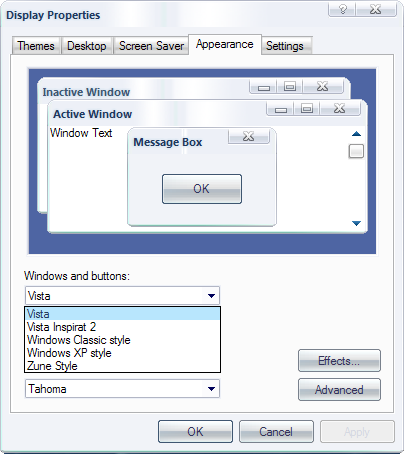 Display Properties
Themes Desktop Screen Saver Appearance Settings
Inactive Window
Active Window
Window Text
Message Box
OK
Windows and buttons:
Vista
Vista
Vista Inspirat 2
Windows Classic style
Windows XP style
Zune Style
Effects...
Tahoma
Advanced
OK Cancel Apply